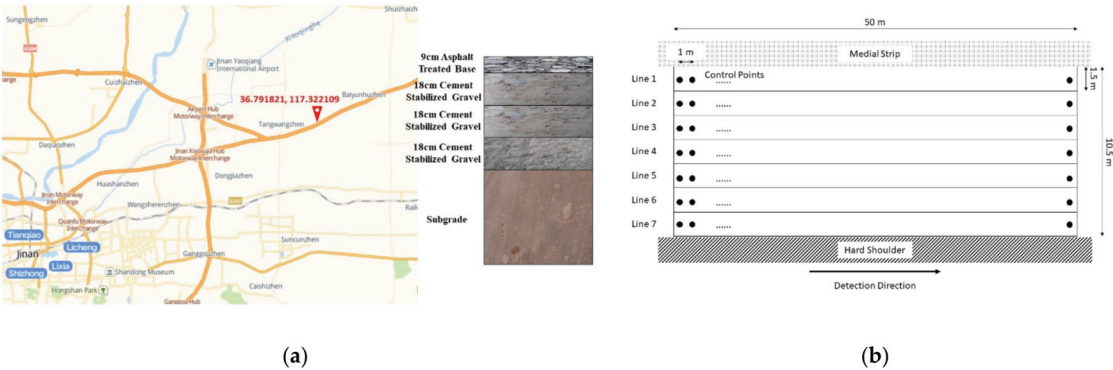 Sungengzhen
Shuizhaizhen
Xiaoqinghe
Jinan Yaoqiang
International Airport
Cuizhaizhen
36.791821, 117.322109
Baiyunhuzhen
Airport Hub
Motorway Interchange
Tangwangzhen
Daqiaozhen
Jinan
Motorway Interchange
Huashanzhen
Dongjiazhen
Jinan Motorway
Interchange
Wangsherenzhen
Quanfu Motorway
Interchange
Tianqiao
Licheng
Suncunzhen
Jinan
Lixia
Ganggouzhen
Shizhong
Shandong Museum
Hongshan Park
Caishizhen
Ganggou Hub
9cm Asphalt
Treated Base
18cm Cement
Stabilized Gravel
18cm Cement
Stabilized Gravel
18cm Cement
Stabilized Gravel
Subgrade
(a)
50 m
1 m
Medial Strip
Line 1
Control Points
......
1.5 m
Line 2
......
Line 3
......
Line 4
......
10.5 m
Line 5
......
Line 6
......
Line 7
......
Hard Shoulder
Detection Direction
(b)